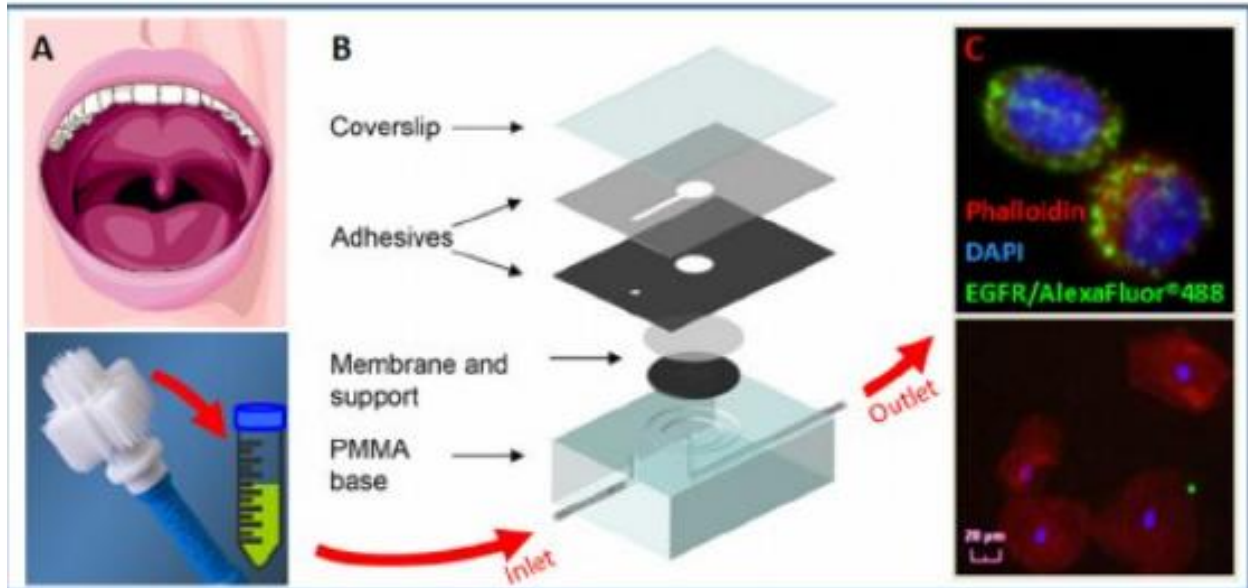 A
B
Coverslip
Adhesives
Membrane and
support
PMMA
base
Inlet
Outlet
C
Phalloidin
DAPI
EGFR/AlexaFluor®488
20 µm